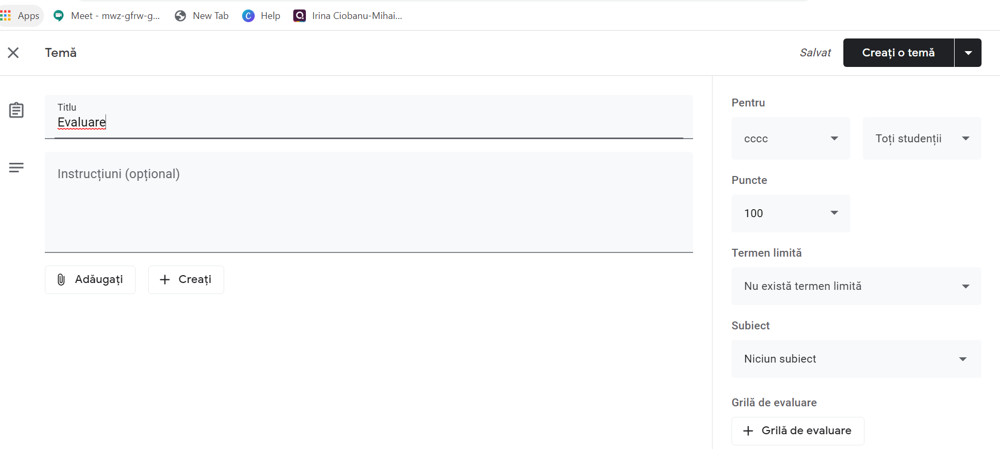 Apps Meet - mwz-gfrw-g... New Tab Help Irina Ciobanu-Mihai...
Temă Salvat Creați o temă
Titlu
Evaluare
Instrucțiuni (opțional)
Adăugați Creați
Pentru
cccc Toți studenții
Puncte
100
Termen limită
Nu există termen limită
Subiect
Niciun subiect
Grilă de evaluare
Grilă de evaluare